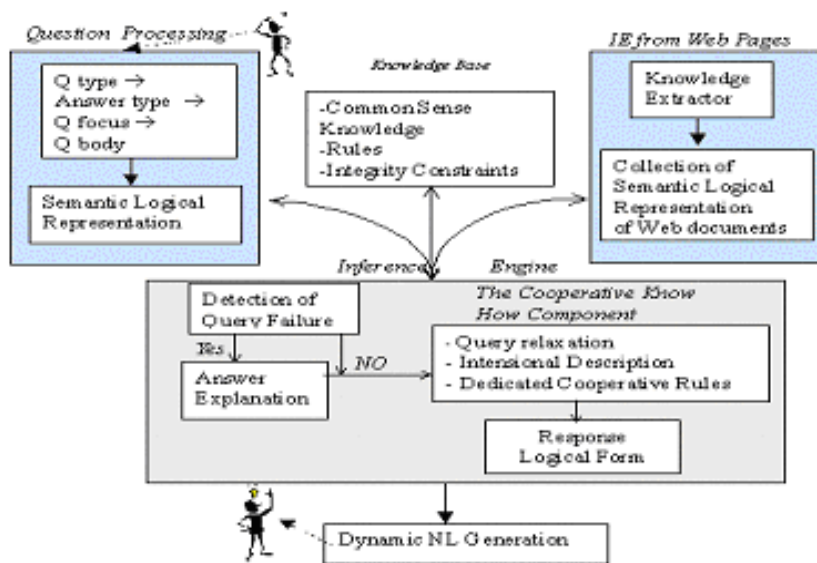 Question Processing
Q type →
Answer type →
Q focus →
Q body
Semantic Logical
Representation
Knowledge Base
-Common Sense
Knowledge
-Rules
-Integrity Constraints
IE from Web Pages
Knowledge
Extractor
Collection of
Semantic Logical
Representation
of Web documents
Inference Engine
Detection of
Query Failure
Yes
NO
Answer
Explanation
The Cooperative Know
How Component
- Query relaxation
- Intensional Description
- Dedicated Cooperative Rules
Response
Logical Form
Dynamic NL Generation